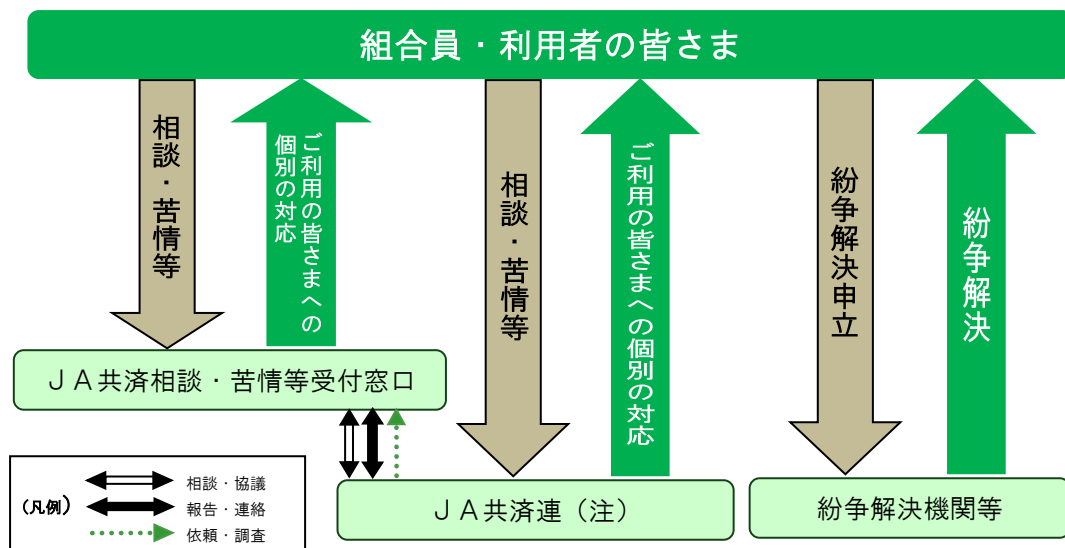 組合員・利用者の皆さま
相談・苦情等
ご利用の皆さまへの
個別の対応
相談・苦情等
ご利用の皆さまへの個別の対応
紛争解決申立
紛争解決
ＪＡ共済相談・苦情等受付窓口
(凡例)
相談・協議
報告・連絡
依頼・調査
ＪＡ共済連（注）
紛争解決機関等